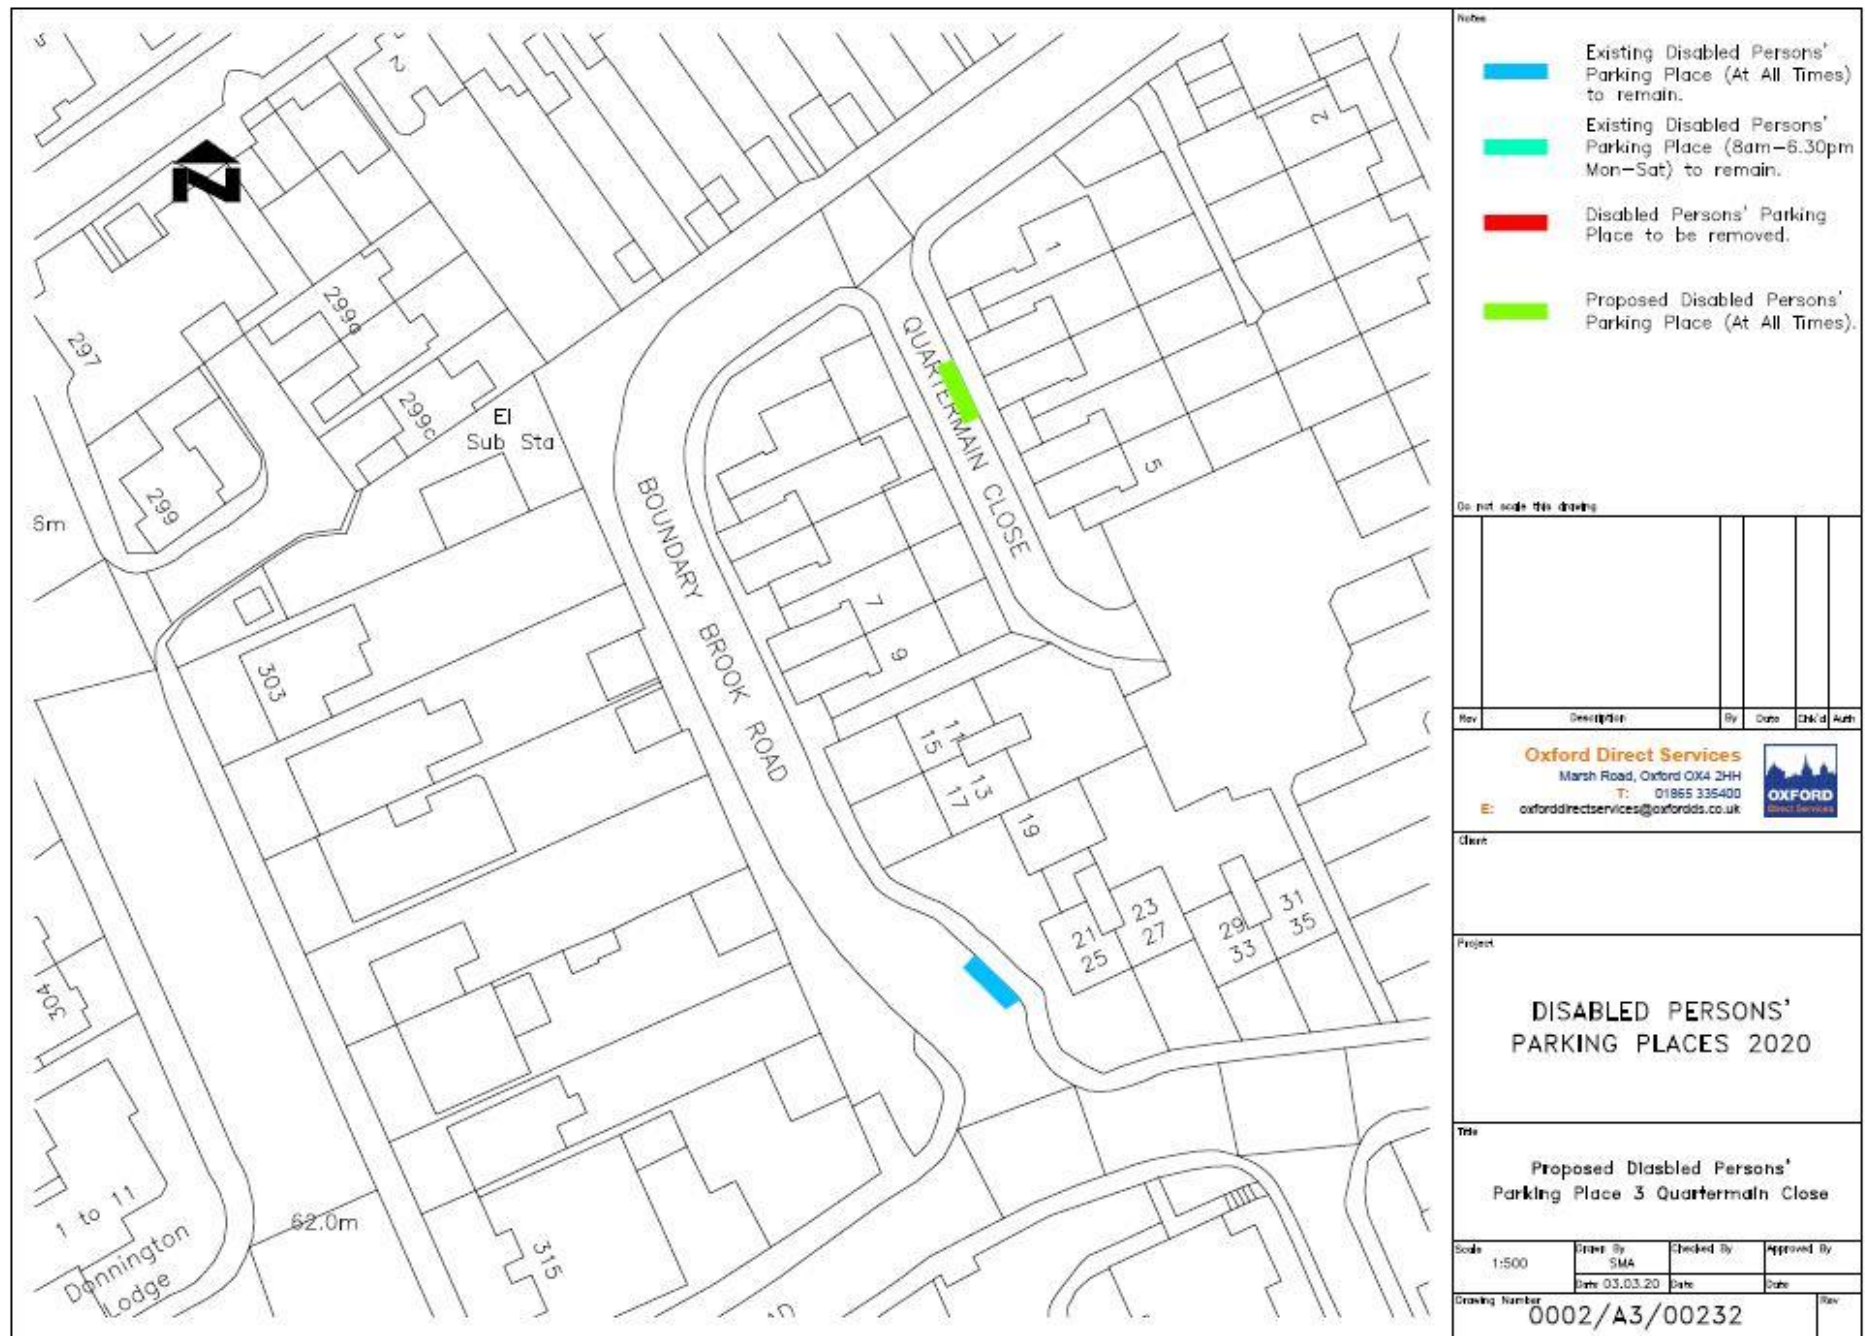 2
N
297
299a
299c
El
Sub Sta
299
6m
303
304
1 to 11
Donnington
Lodge
62.0m
315
BOUNDARY BROOK ROAD
QUARTERMAIN CLOSE
1
2
5
7
9
11
15
13
17
19
21
25
23
27
29
33
31
35
Notes
Existing Disabled Persons'
Parking Place (At All Times)
to remain.
Existing Disabled Persons'
Parking Place (8am-6.30pm
Mon-Sat) to remain.
Disabled Persons' Parking
Place to be removed.
Proposed Disabled Persons'
Parking Place (At All Times).
Do not scale this drawing
Rev Description By Date Chk'd Auth
Oxford Direct Services
Marsh Road, Oxford OX4 2HH
T: 01865 335400
E: oxforddirectservices@oxfordds.co.uk
OXFORD
Direct Services
Client
Project
DISABLED PERSONS'
PARKING PLACES 2020
Title
Proposed Diasbled Persons'
Parking Place 3 Quartermain Close
Scale
1:500
Drawn By
SMA
Checked By
Approved By
Date 03.03.20
Date
Date
Drawing Number
0002/A3/00232
Rev